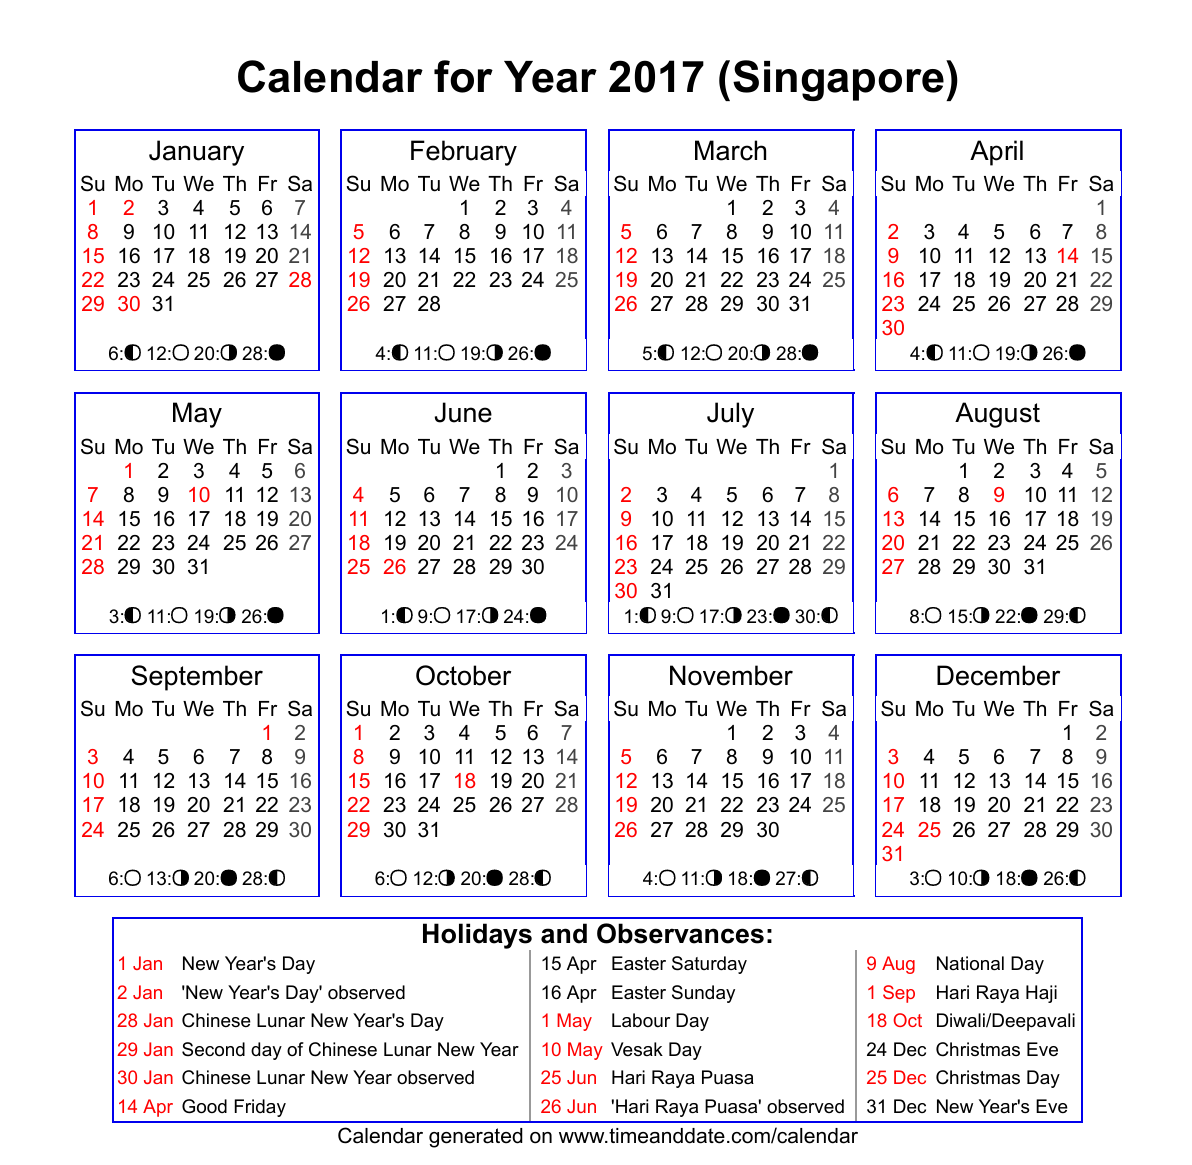 Calendar for Year 2017 (Singapore)
January
Su Mo Tu We Th Fr Sa
1 2 3 4 5 6 7
8 9 10 11 12 13 14
15 16 17 18 19 20 21
22 23 24 25 26 27 28
29 30 31
6: 12: 20: 28:
February
Su Mo Tu We Th Fr Sa
1 2 3 4
5 6 7 8 9 10 11
12 13 14 15 16 17 18
19 20 21 22 23 24 25
26 27 28
4: 11: 19: 26:
March
Su Mo Tu We Th Fr Sa
1 2 3 4
5 6 7 8 9 10 11
12 13 14 15 16 17 18
19 20 21 22 23 24 25
26 27 28 29 30 31
5: 12: 20: 28:
April
Su Mo Tu We Th Fr Sa
1
2 3 4 5 6 7 8
9 10 11 12 13 14 15
16 17 18 19 20 21 22
23 24 25 26 27 28 29
30
4: 11: 19: 26:
May
Su Mo Tu We Th Fr Sa
1 2 3 4 5 6
7 8 9 10 11 12 13
14 15 16 17 18 19 20
21 22 23 24 25 26 27
28 29 30 31
3: 11: 19: 26:
June
Su Mo Tu We Th Fr Sa
1 2 3
4 5 6 7 8 9 10
11 12 13 14 15 16 17
18 19 20 21 22 23 24
25 26 27 28 29 30
1: 9: 17: 24:
July
Su Mo Tu We Th Fr Sa
1
2 3 4 5 6 7 8
9 10 11 12 13 14 15
16 17 18 19 20 21 22
23 24 25 26 27 28 29
30 31
1: 9: 17: 23: 30:
August
Su Mo Tu We Th Fr Sa
1 2 3 4 5
6 7 8 9 10 11 12
13 14 15 16 17 18 19
20 21 22 23 24 25 26
27 28 29 30 31
8: 15: 22: 29:
September
Su Mo Tu We Th Fr Sa
1 2
3 4 5 6 7 8 9
10 11 12 13 14 15 16
17 18 19 20 21 22 23
24 25 26 27 28 29 30
6: 13: 20: 28:
October
Su Mo Tu We Th Fr Sa
1 2 3 4 5 6 7
8 9 10 11 12 13 14
15 16 17 18 19 20 21
22 23 24 25 26 27 28
29 30 31
6: 12: 20: 28:
November
Su Mo Tu We Th Fr Sa
1 2 3 4
5 6 7 8 9 10 11
12 13 14 15 16 17 18
19 20 21 22 23 24 25
26 27 28 29 30
4: 11: 18: 27:
December
Su Mo Tu We Th Fr Sa
1 2
3 4 5 6 7 8 9
10 11 12 13 14 15 16
17 18 19 20 21 22 23
24 25 26 27 28 29 30
31
3: 10: 18: 26:
Holidays and Observances:
1 Jan New Year's Day
2 Jan 'New Year's Day' observed
28 Jan Chinese Lunar New Year's Day
29 Jan Second day of Chinese Lunar New Year
30 Jan Chinese Lunar New Year observed
14 Apr Good Friday
15 Apr Easter Saturday
16 Apr Easter Sunday
1 May Labour Day
10 May Vesak Day
25 Jun Hari Raya Puasa
26 Jun 'Hari Raya Puasa' observed
9 Aug National Day
1 Sep Hari Raya Haji
18 Oct Diwali/Deepavali
24 Dec Christmas Eve
25 Dec Christmas Day
31 Dec New Year's Eve
Calendar generated on www.timeanddate.com/calendar